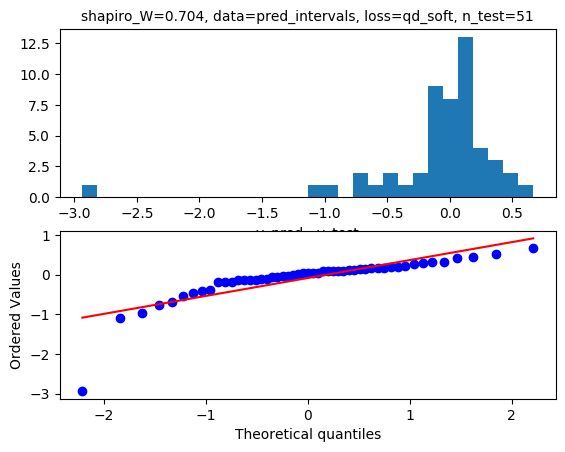 shapiro_W=0.704, data=pred_intervals, loss=qd_soft, n_test=51
12.5
10.0
7.5
5.0
2.5
0.0
−3.0 −2.5 −2.0 −1.5 −1.0 −0.5 0.0 0.5
1
0
−1
−2
−3
Ordered Values
−2 −1 0 1 2
Theoretical quantiles